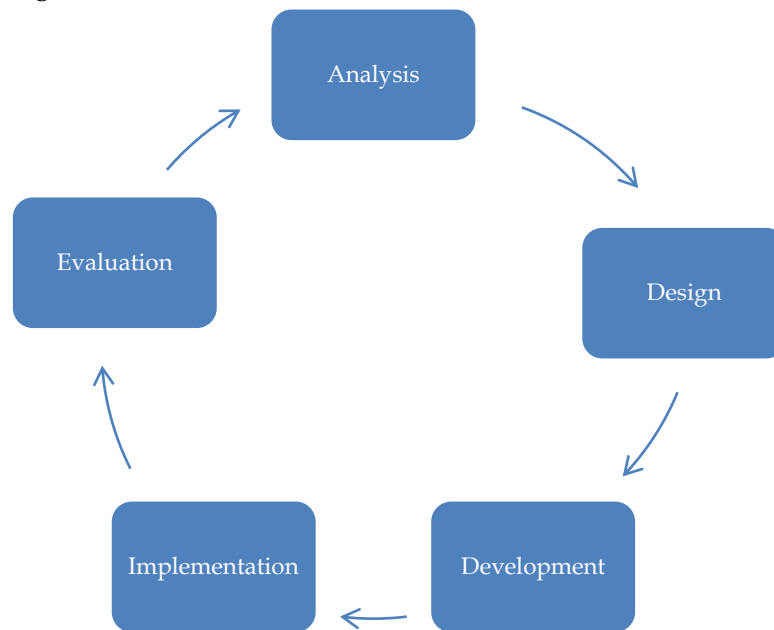 Analysis
Design
Development
Implementation
Evaluation